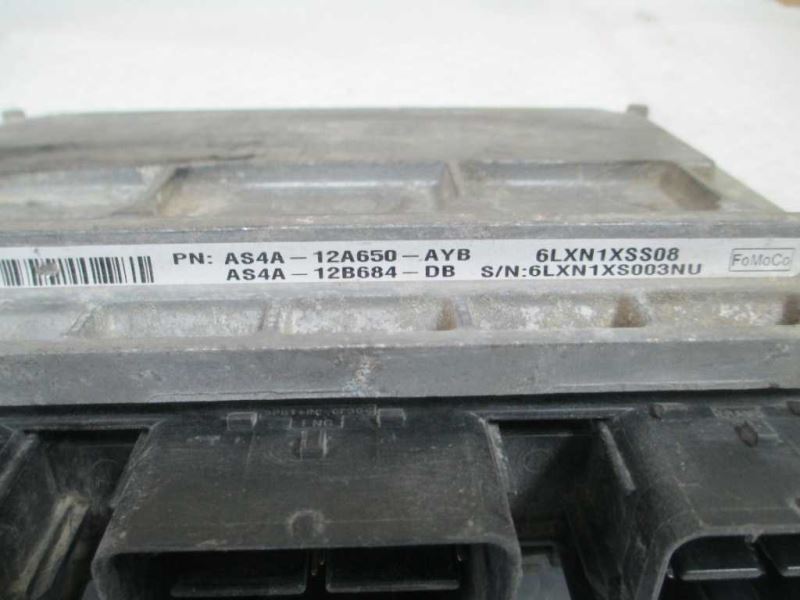 PN: AS4A-12A650-AYB 6LXN1XSS08
AS4A-12B684-DB S/N:6LXN1XS003NU
FoMoCo